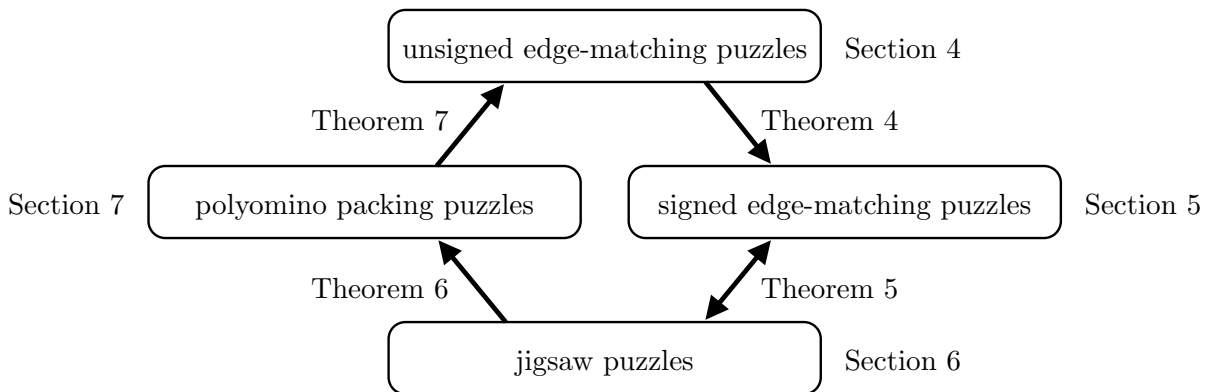 unsigned edge-matching puzzles Section 4
Theorem 7 Theorem 4
Section 7 polyomino packing puzzles signed edge-matching puzzles Section 5
Theorem 6 Theorem 5
jigsaw puzzles Section 6